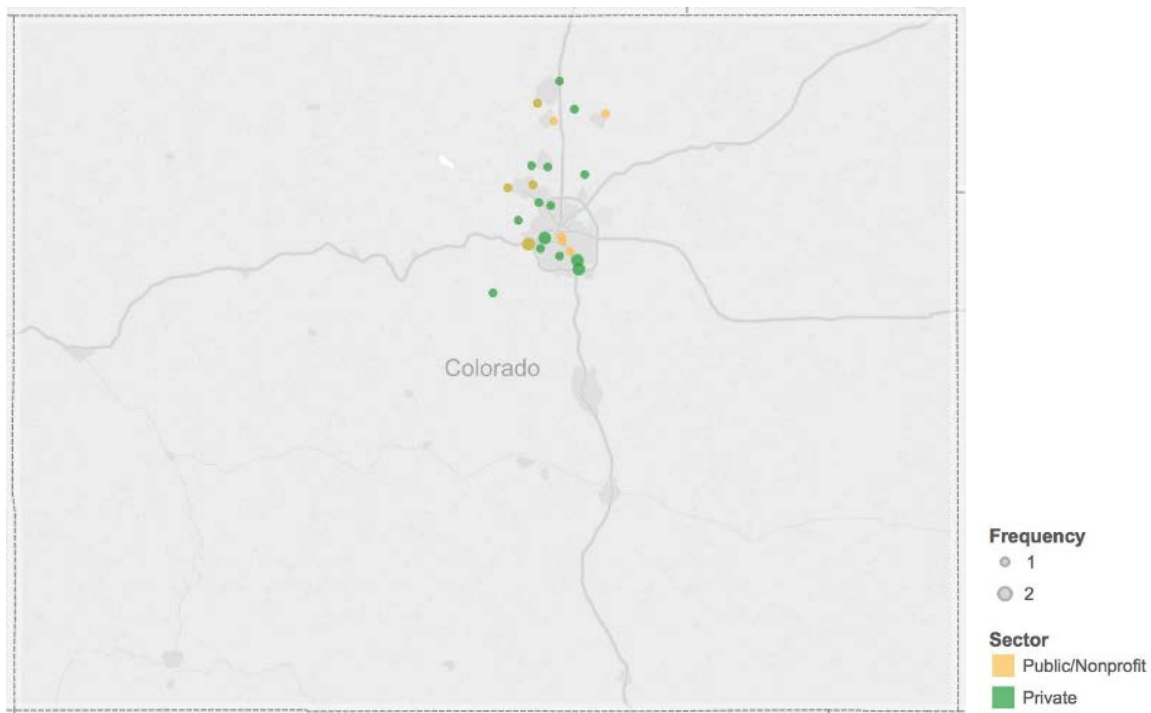 Colorado
Frequency
1
2
Sector
Public/Nonprofit
Private